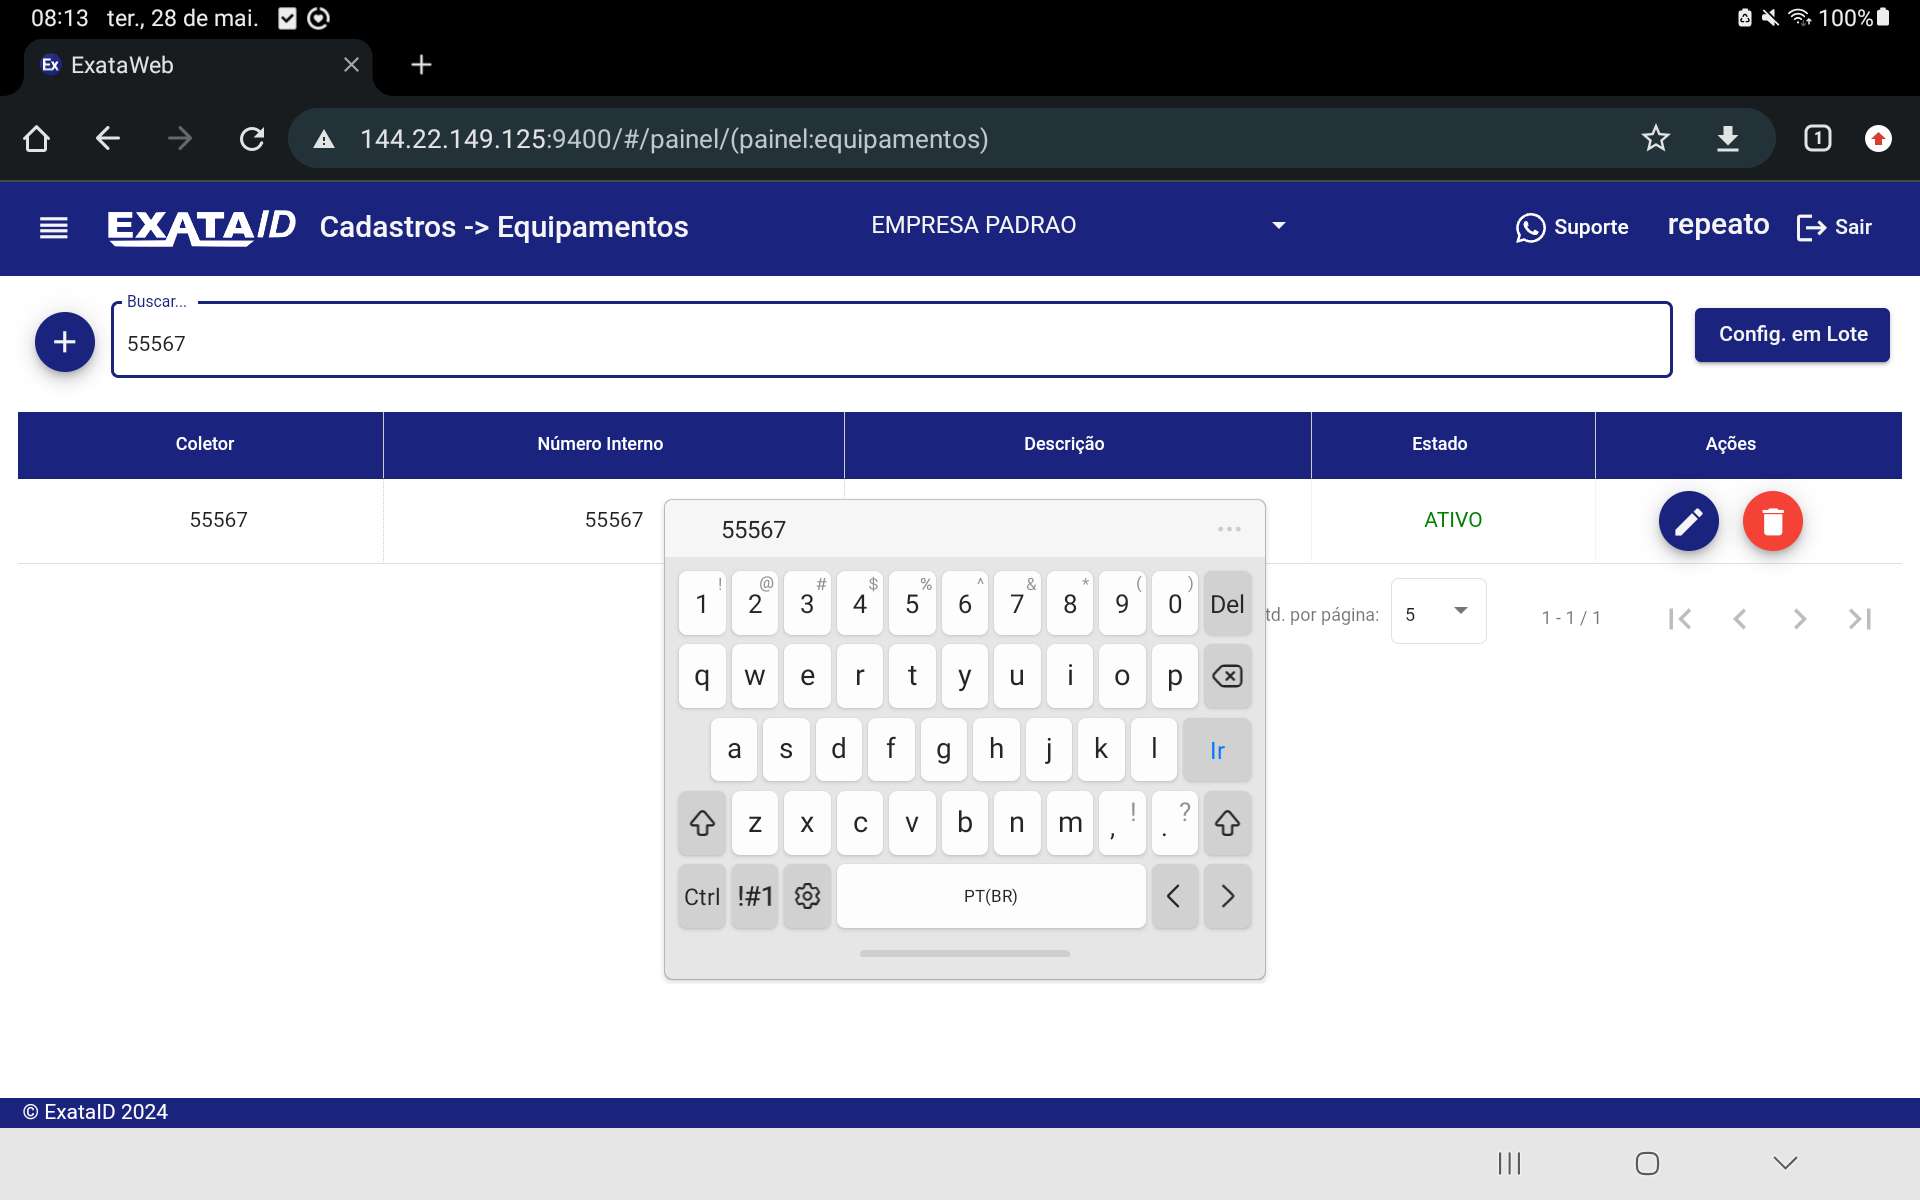 08:13 ter., 28 de mai. 100%
Ex ExataWeb
144.22.149.125:9400/#/painel/(painel:equipamentos) 1
EXATAID Cadastros -> Equipamentos EMPRESA PADRAO Suporte repeato Sair
Buscar...
55567
Config. em Lote
Coletor Número Interno Descrição Estado Ações
55567 55567 ATIVO
55567
! @ # $ % ^ & * ( )
1 2 3 4 5 6 7 8 9 0 Del
td. por página: 5 1 - 1 / 1
q w e r t y u i o p
a s d f g h j k l Ir
z x c v b n m , ! . ?
Ctrl !#1 PT(BR) < >
© ExataID 2024